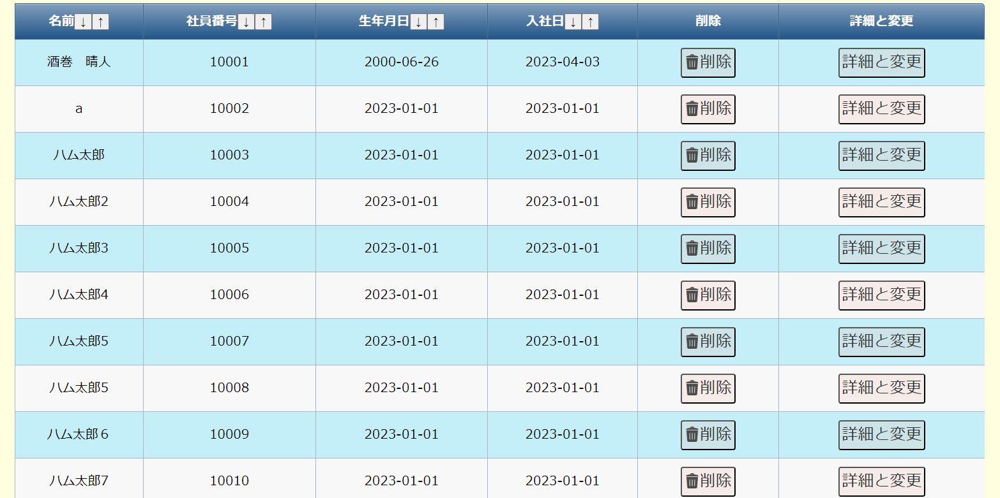 名前↓↑ 社員番号↓↑ 生年月日↓↑ 入社日↓↑ 削除 詳細と変更
酒巻　晴人 10001 2000-06-26 2023-04-03 削除 詳細と変更
a 10002 2023-01-01 2023-01-01 削除 詳細と変更
ハム太郎 10003 2023-01-01 2023-01-01 削除 詳細と変更
ハム太郎2 10004 2023-01-01 2023-01-01 削除 詳細と変更
ハム太郎3 10005 2023-01-01 2023-01-01 削除 詳細と変更
ハム太郎4 10006 2023-01-01 2023-01-01 削除 詳細と変更
ハム太郎5 10007 2023-01-01 2023-01-01 削除 詳細と変更
ハム太郎5 10008 2023-01-01 2023-01-01 削除 詳細と変更
ハム太郎６ 10009 2023-01-01 2023-01-01 削除 詳細と変更
ハム太郎7 10010 2023-01-01 2023-01-01 削除 詳細と変更